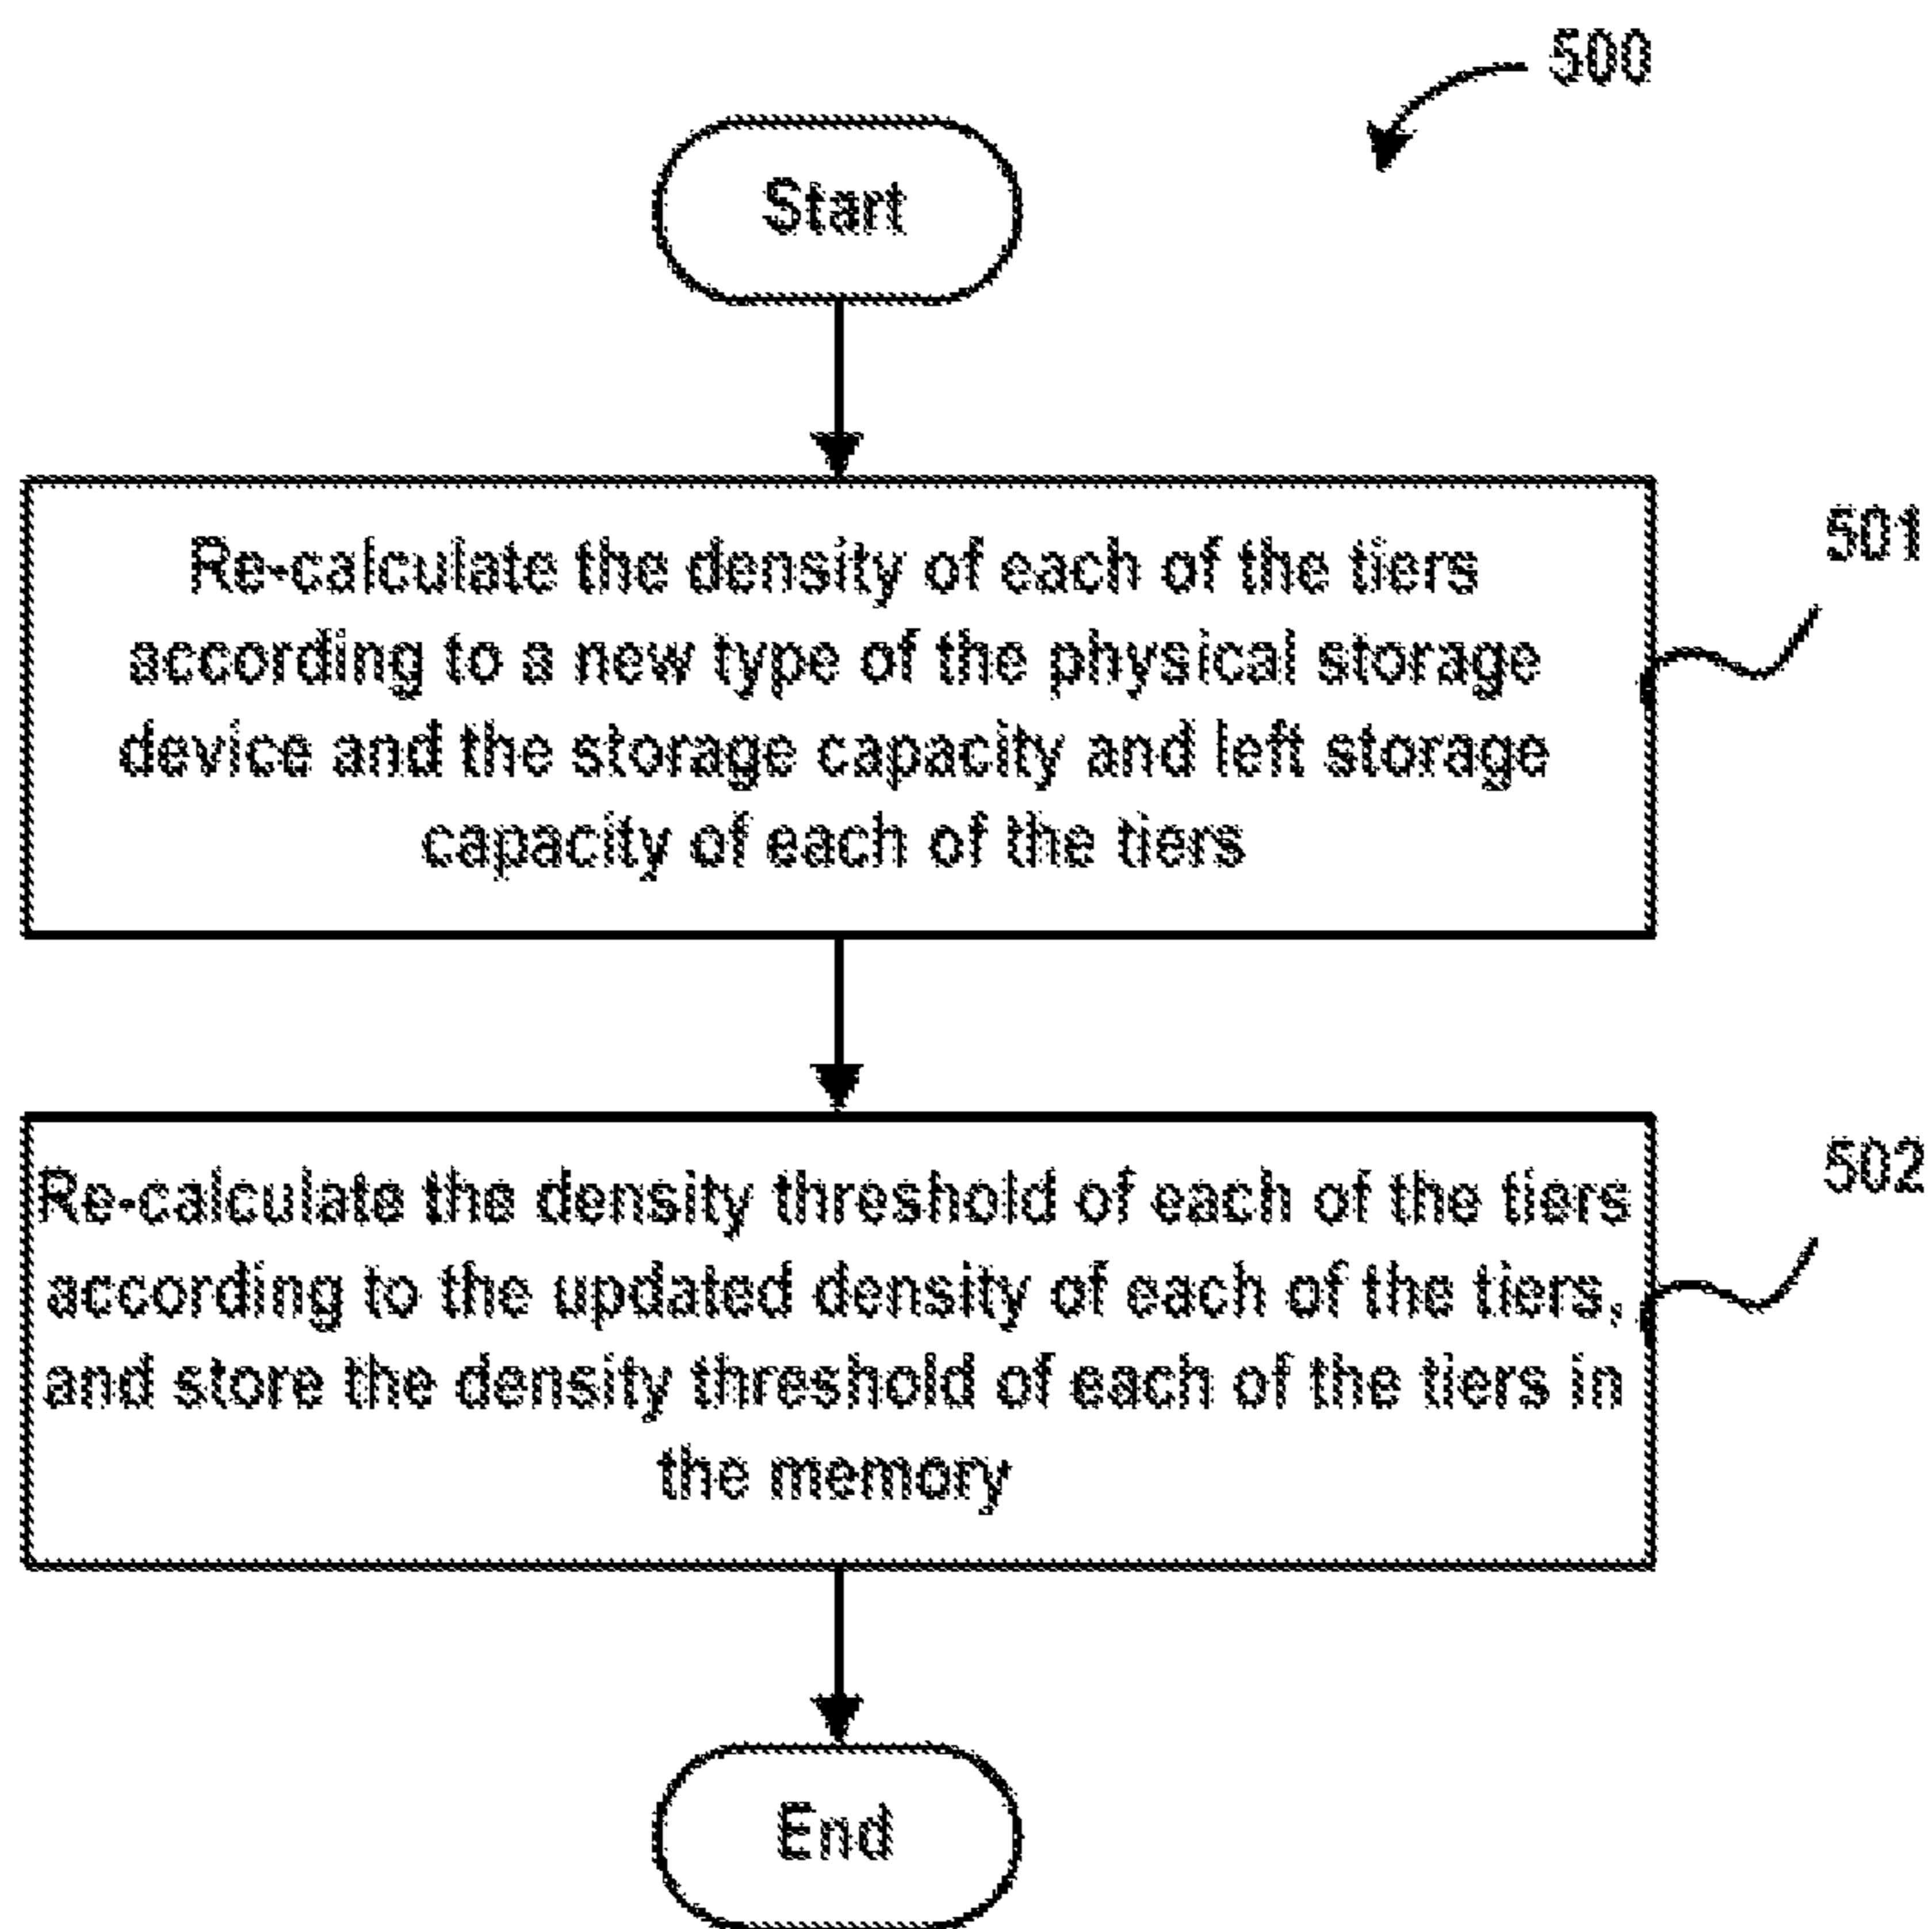 500
Start
Re-calculate the density of each of the tiers
according to a new type of the physical storage
device and the storage capacity and left storage
capacity of each of the tiers
501
Re-calculate the density threshold of each of the tiers
according to the updated density of each of the tiers,
and store the density threshold of each of the tiers in
the memory
502
End